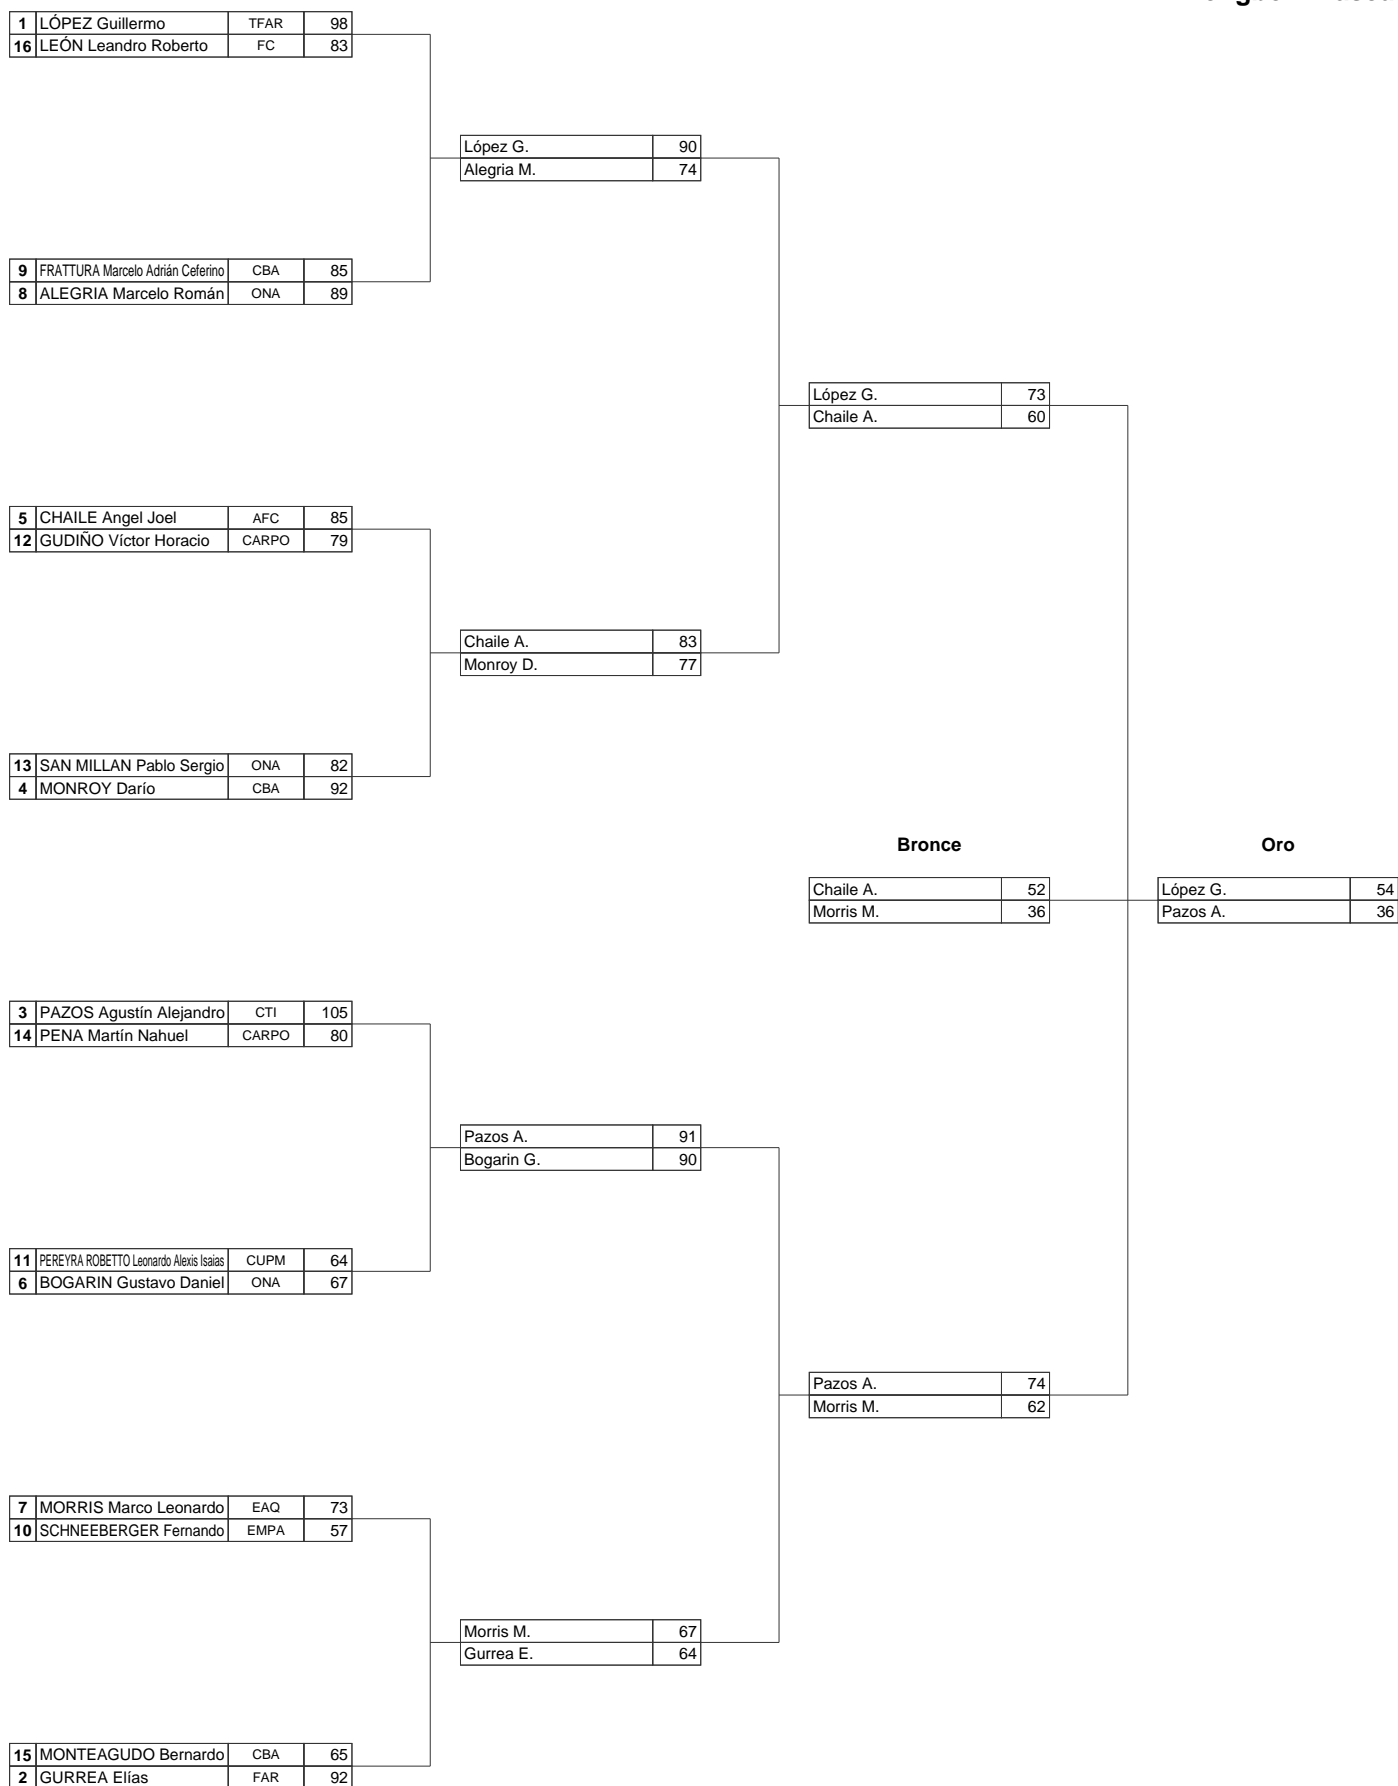 1 LÓPEZ Guillermo TFAR 98
16 LEÓN Leandro Roberto FC 83
López G. 90
Alegria M. 74
9 FRATTURA Marcelo Adrián Ceferino CBA 85
8 ALEGRIA Marcelo Román ONA 89
López G. 73
Chaile A. 60
5 CHAILE Angel Joel AFC 85
12 GUDIÑO Víctor Horacio CARPO 79
Chaile A. 83
Monroy D. 77
13 SAN MILLAN Pablo Sergio ONA 82
4 MONROY Darío CBA 92
Bronce Oro
Chaile A. 52 López G. 54
Morris M. 36 Pazos A. 36
3 PAZOS Agustín Alejandro CTI 105
14 PENA Martín Nahuel CARPO 80
Pazos A. 91
Bogarin G. 90
11 PEREYRA ROBETTO Leonardo Alexis Isaias CUPM 64
6 BOGARIN Gustavo Daniel ONA 67
Pazos A. 74
Morris M. 62
7 MORRIS Marco Leonardo EAQ 73
10 SCHNEEBERGER Fernando EMPA 57
Morris M. 67
Gurrea E. 64
15 MONTEAGUDO Bernardo CBA 65
2 GURREA Elías FAR 92